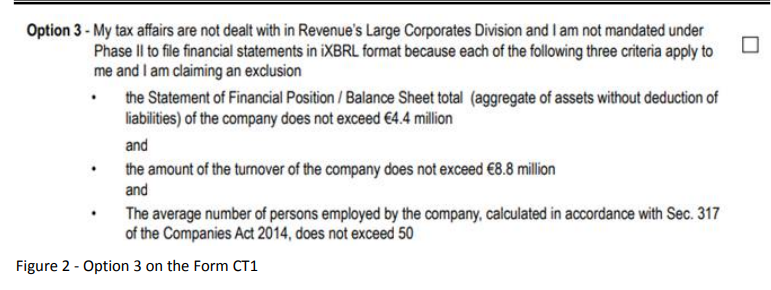 Option 3 - My tax affairs are not dealt with in Revenue's Large Corporates Division and I am not mandated under
Phase II to file financial statements in iXBRL format because each of the following three criteria apply to
me and I am claiming an exclusion
• the Statement of Financial Position / Balance Sheet total (aggregate of assets without deduction of
liabilities) of the company does not exceed €4.4 million
and
• the amount of the turnover of the company does not exceed €8.8 million
and
• The average number of persons employed by the company, calculated in accordance with Sec. 317
of the Companies Act 2014, does not exceed 50
Figure 2 - Option 3 on the Form CT1